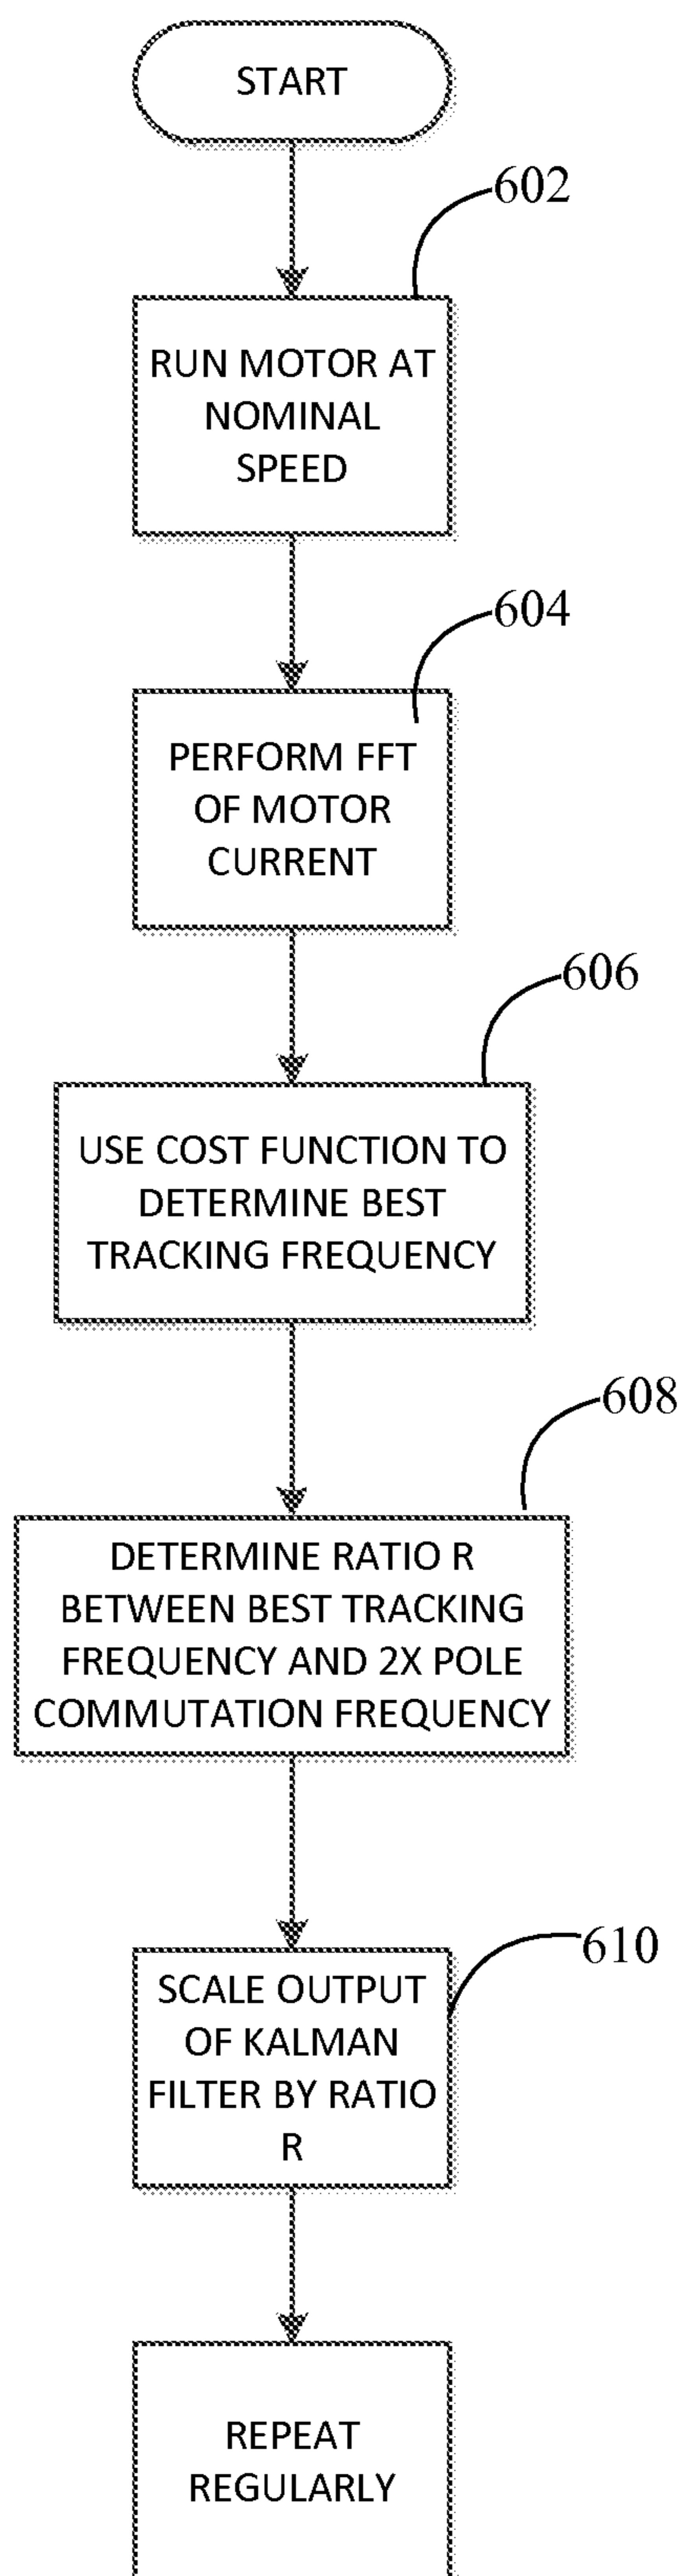 START
602
RUN MOTOR AT
NOMINAL
SPEED
604
PERFORM FFT
OF MOTOR
CURRENT
606
USE COST FUNCTION TO
DETERMINE BEST
TRACKING FREQUENCY
608
DETERMINE RATIO R
BETWEEN BEST TRACKING
FREQUENCY AND 2X POLE
COMMUTATION FREQUENCY
610
SCALE OUTPUT
OF KALMAN
FILTER BY RATIO
R
REPEAT
REGULARLY